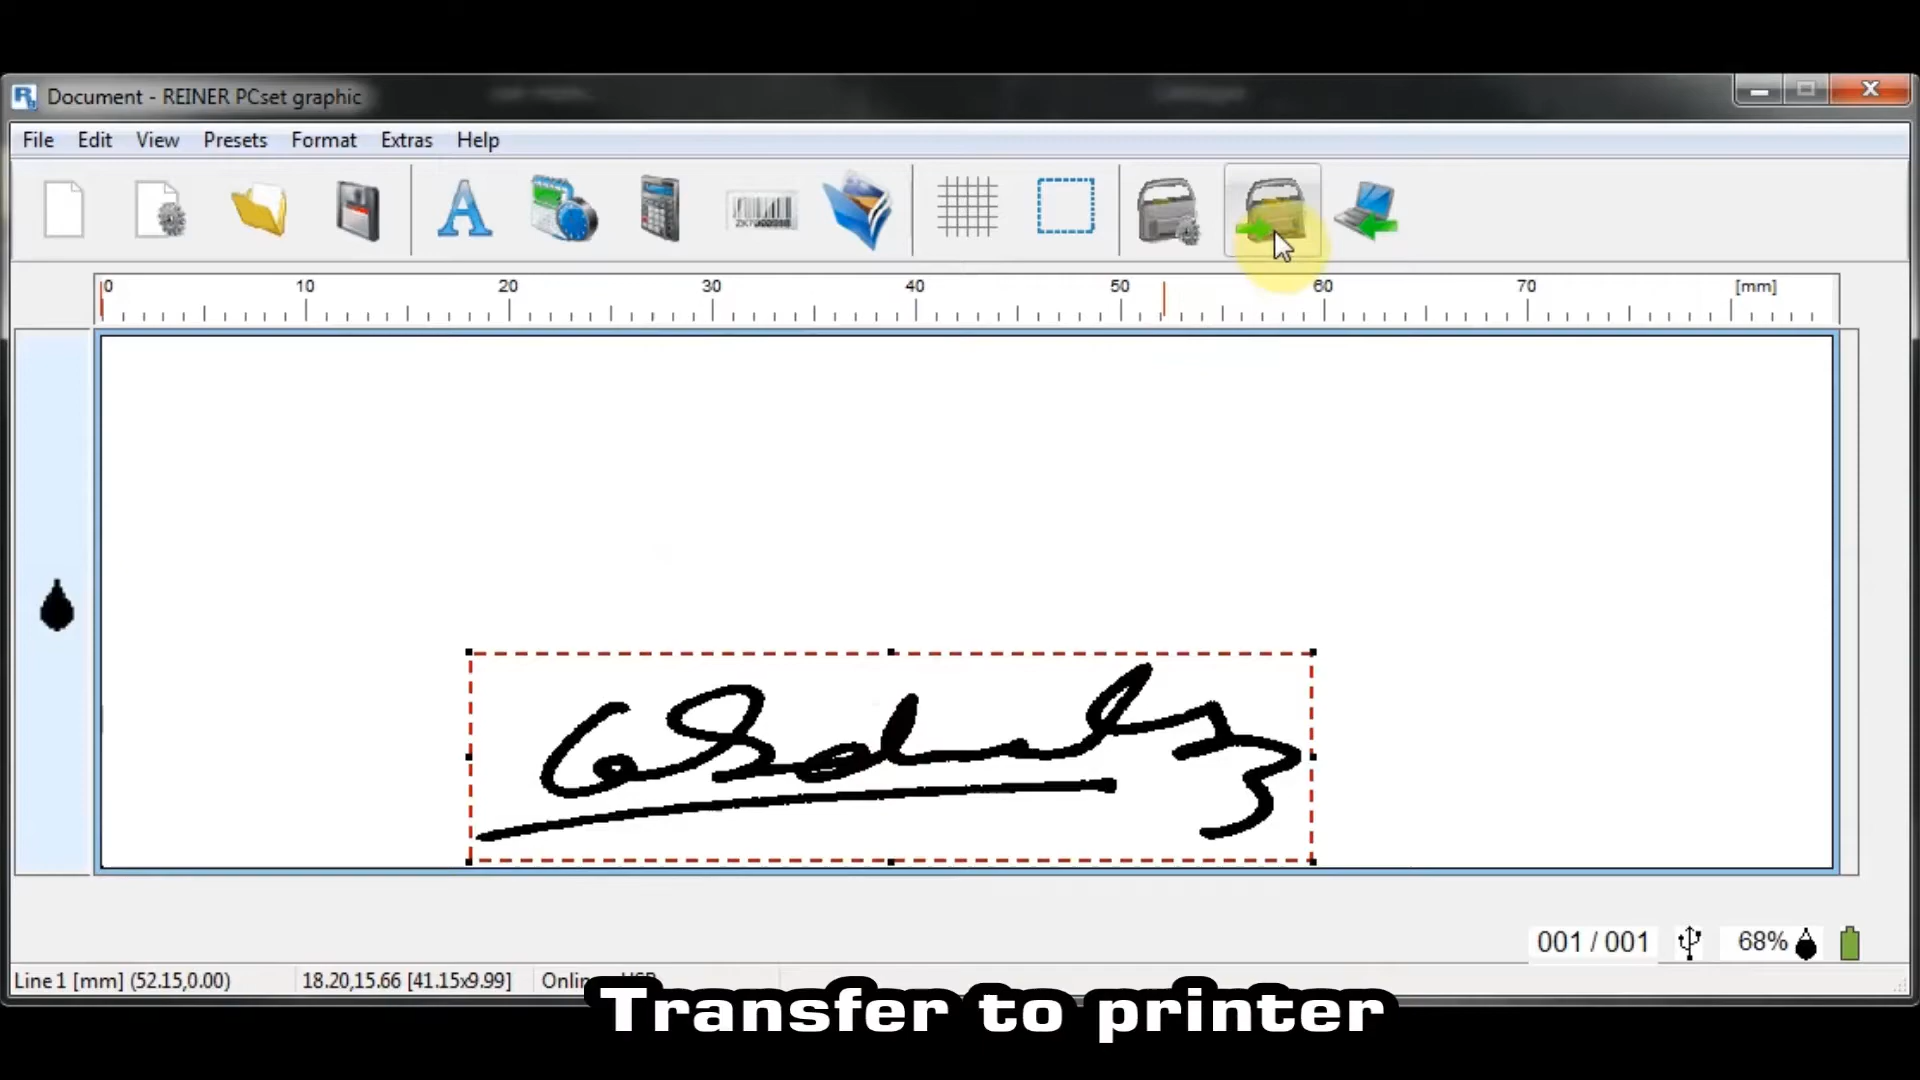 Document - REINER PCset graphic
File Edit View Presets Format Extras Help
0 10 20 30 40 50 60 70 [mm]
001 / 001 68%
Line 1 [mm] (52.15,0.00) 18.20,15.66 [41.15x9.99]
Transfer to printer